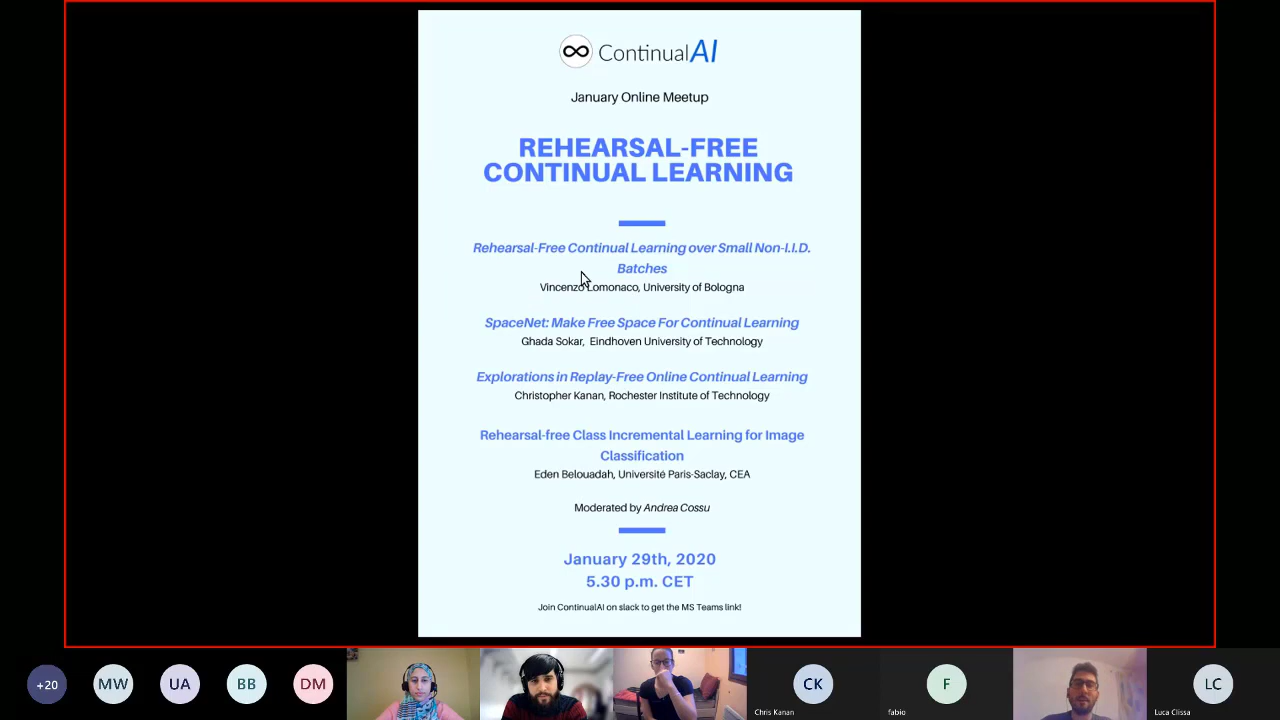 ContinualAI
January Online Meetup
REHEARSAL-FREE
CONTINUAL LEARNING
Rehearsal-Free Continual Learning over Small Non-I.I.D.
Batches
Vincenzo Lomonaco, University of Bologna
SpaceNet: Make Free Space For Continual Learning
Ghada Sokar, Eindhoven University of Technology
Explorations in Replay-Free Online Continual Learning
Christopher Kanan, Rochester Institute of Technology
Rehearsal-free Class Incremental Learning for Image
Classification
Eden Belouadah, Université Paris-Saclay, CEA
Moderated by Andrea Cossu
January 29th, 2020
5.30 p.m. CET
Join ContinualAI on slack to get the MS Teams link!
+20 MW UA BB DM CK F LC
Chris Kanan fabio Luca Clissa